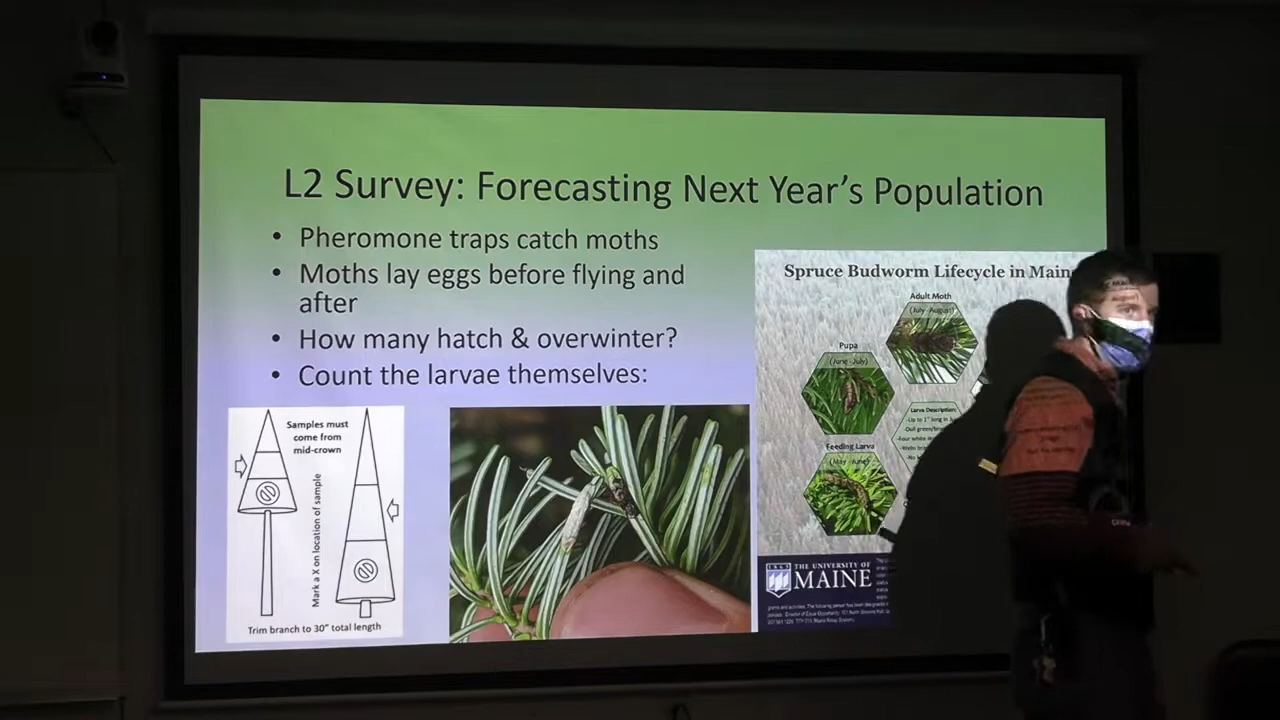 L2 Survey: Forecasting Next Year's Population
• Pheromone traps catch moths
• Moths lay eggs before flying and
after
• How many hatch & overwinter?
• Count the larvae themselves:
Samples must
come from
mid-crown
Mark a X on location of sample
Trim branch to 30" total length
Spruce Budworm Lifecycle in Main
Adult Moth
(July - August)
Pupa
(June - July)
Feeding Larva
(May - June)
Larva Description
THE UNIVERSITY OF
MAINE